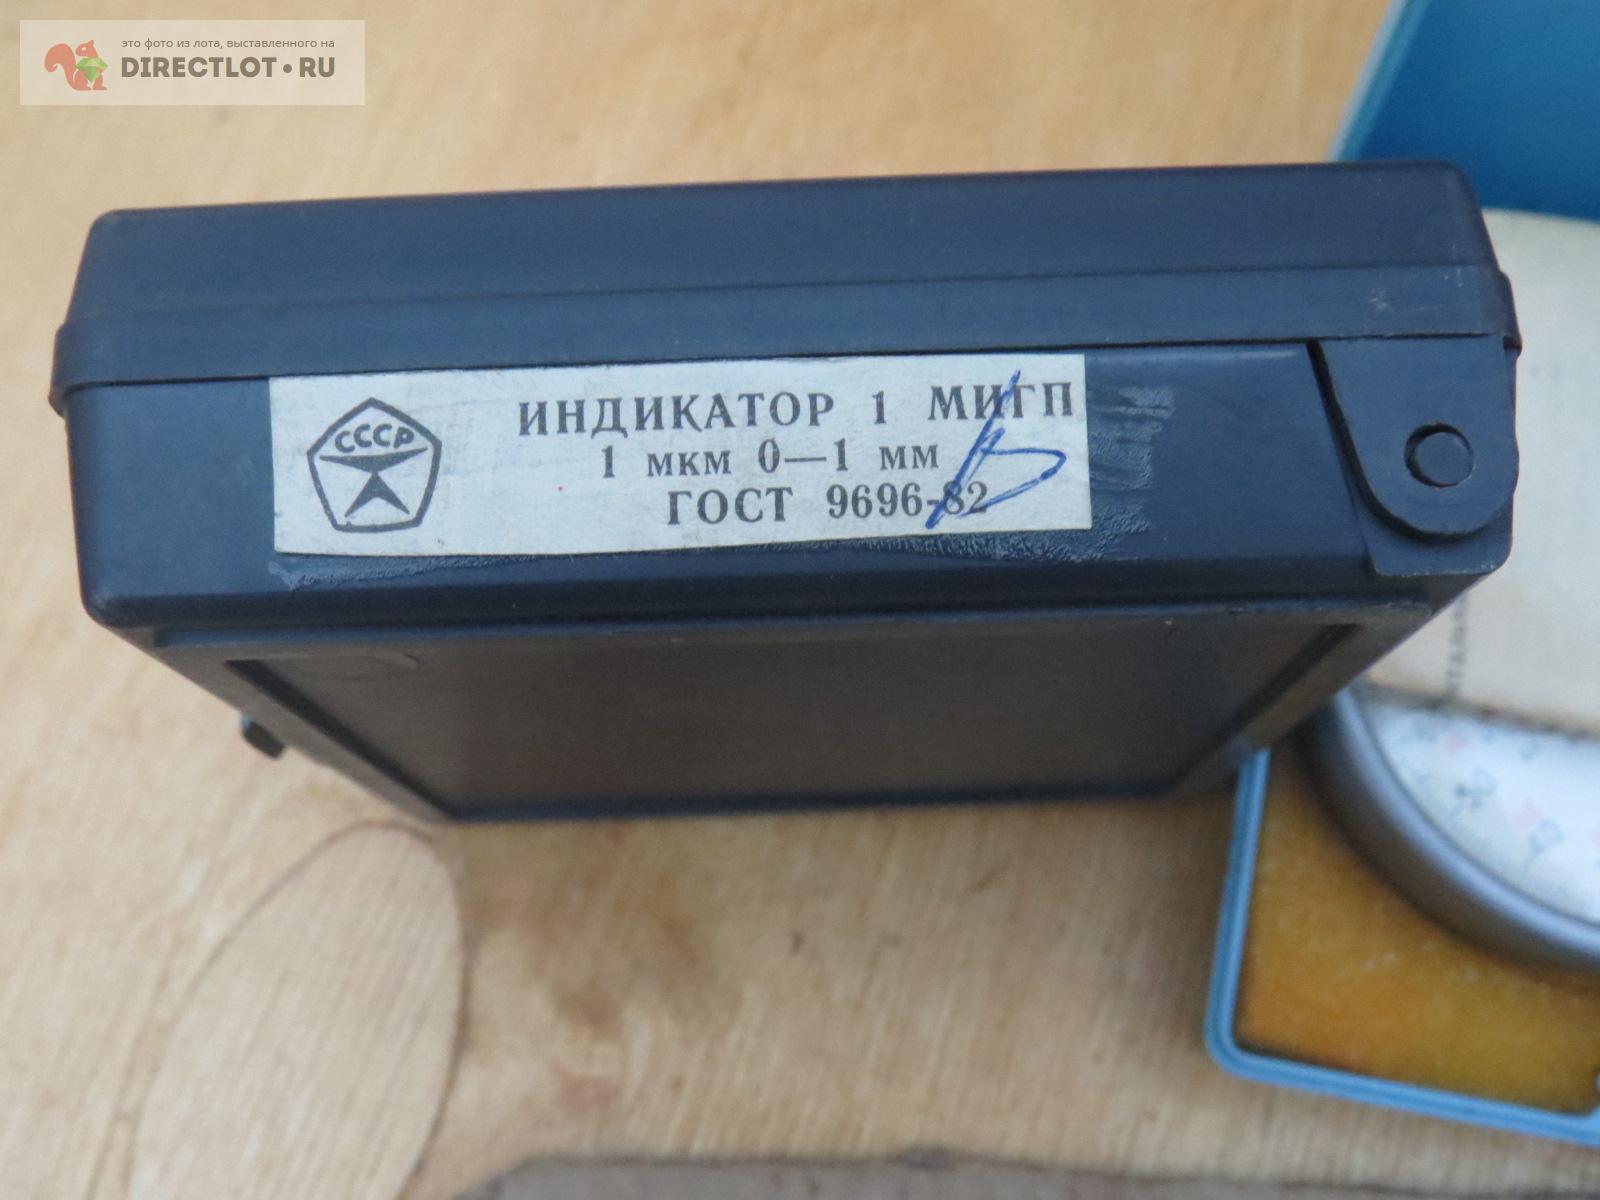 это фото из лота, выставленного на
DIRECTLOT•RU
СССР
ИНДИКАТОР 1 МИГП
1 мкм 0—1 мм
ГОСТ 9696-82